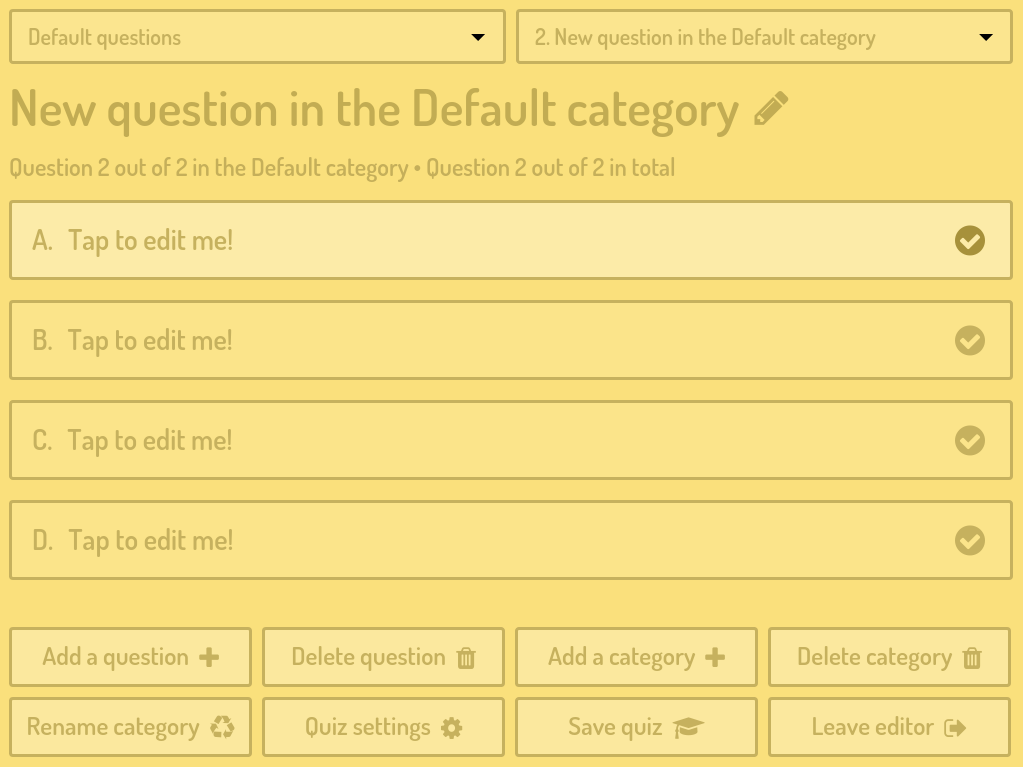 Default questions
2. New question in the Default category
New question in the Default category
Question 2 out of 2 in the Default category • Question 2 out of 2 in total
A. Tap to edit me!
B. Tap to edit me!
C. Tap to edit me!
D. Tap to edit me!
Add a question
Delete question
Add a category
Delete category
Rename category
Quiz settings
Save quiz
Leave editor